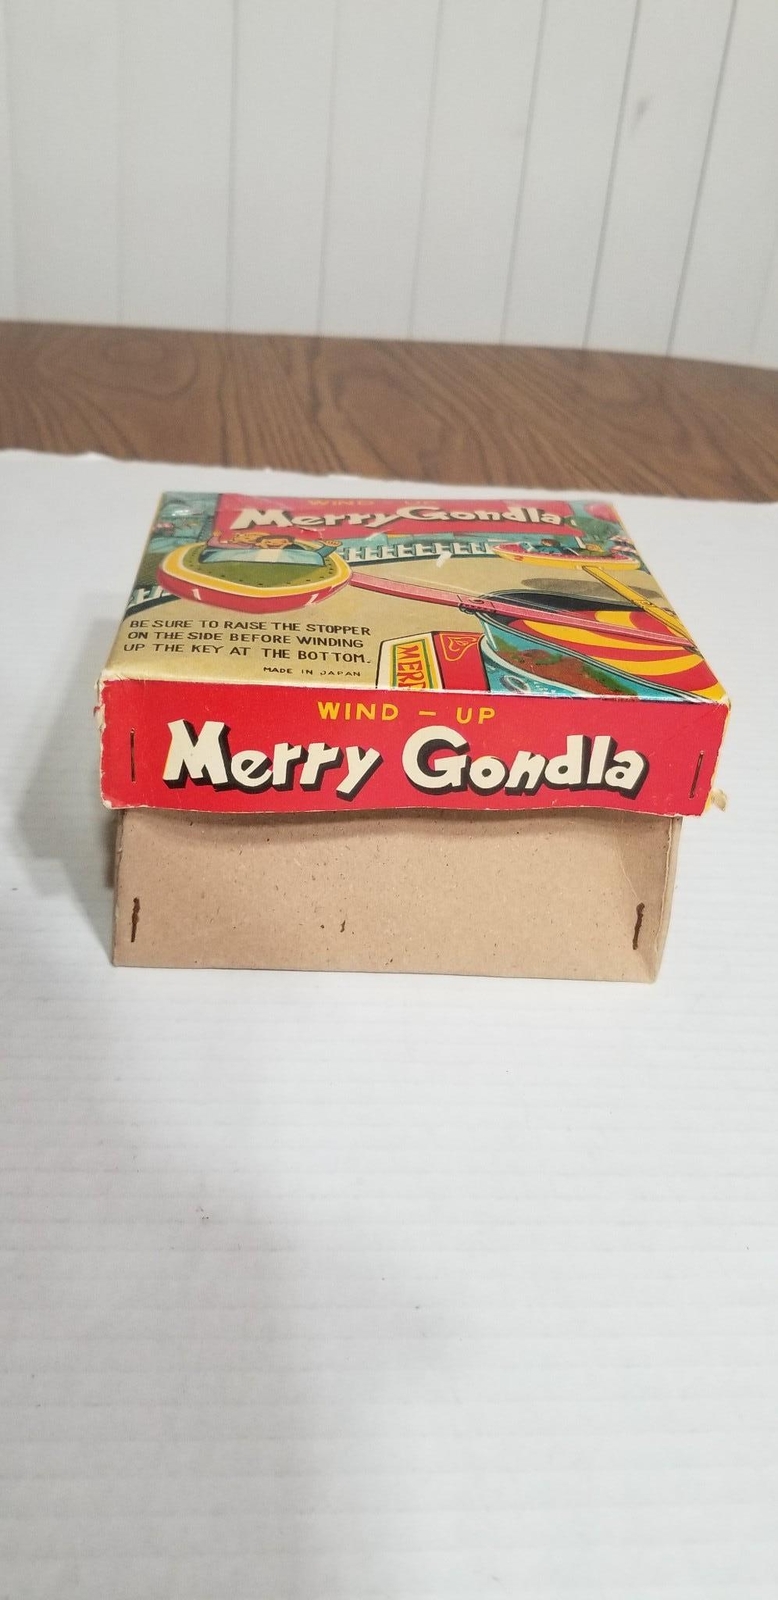 WIND - UP
Merry Gondla
BE SURE TO RAISE THE STOPPER
ON THE SIDE BEFORE WINDING
UP THE KEY AT THE BOTTOM.
MADE IN JAPAN
MERR
WIND - UP
Merry Gondla